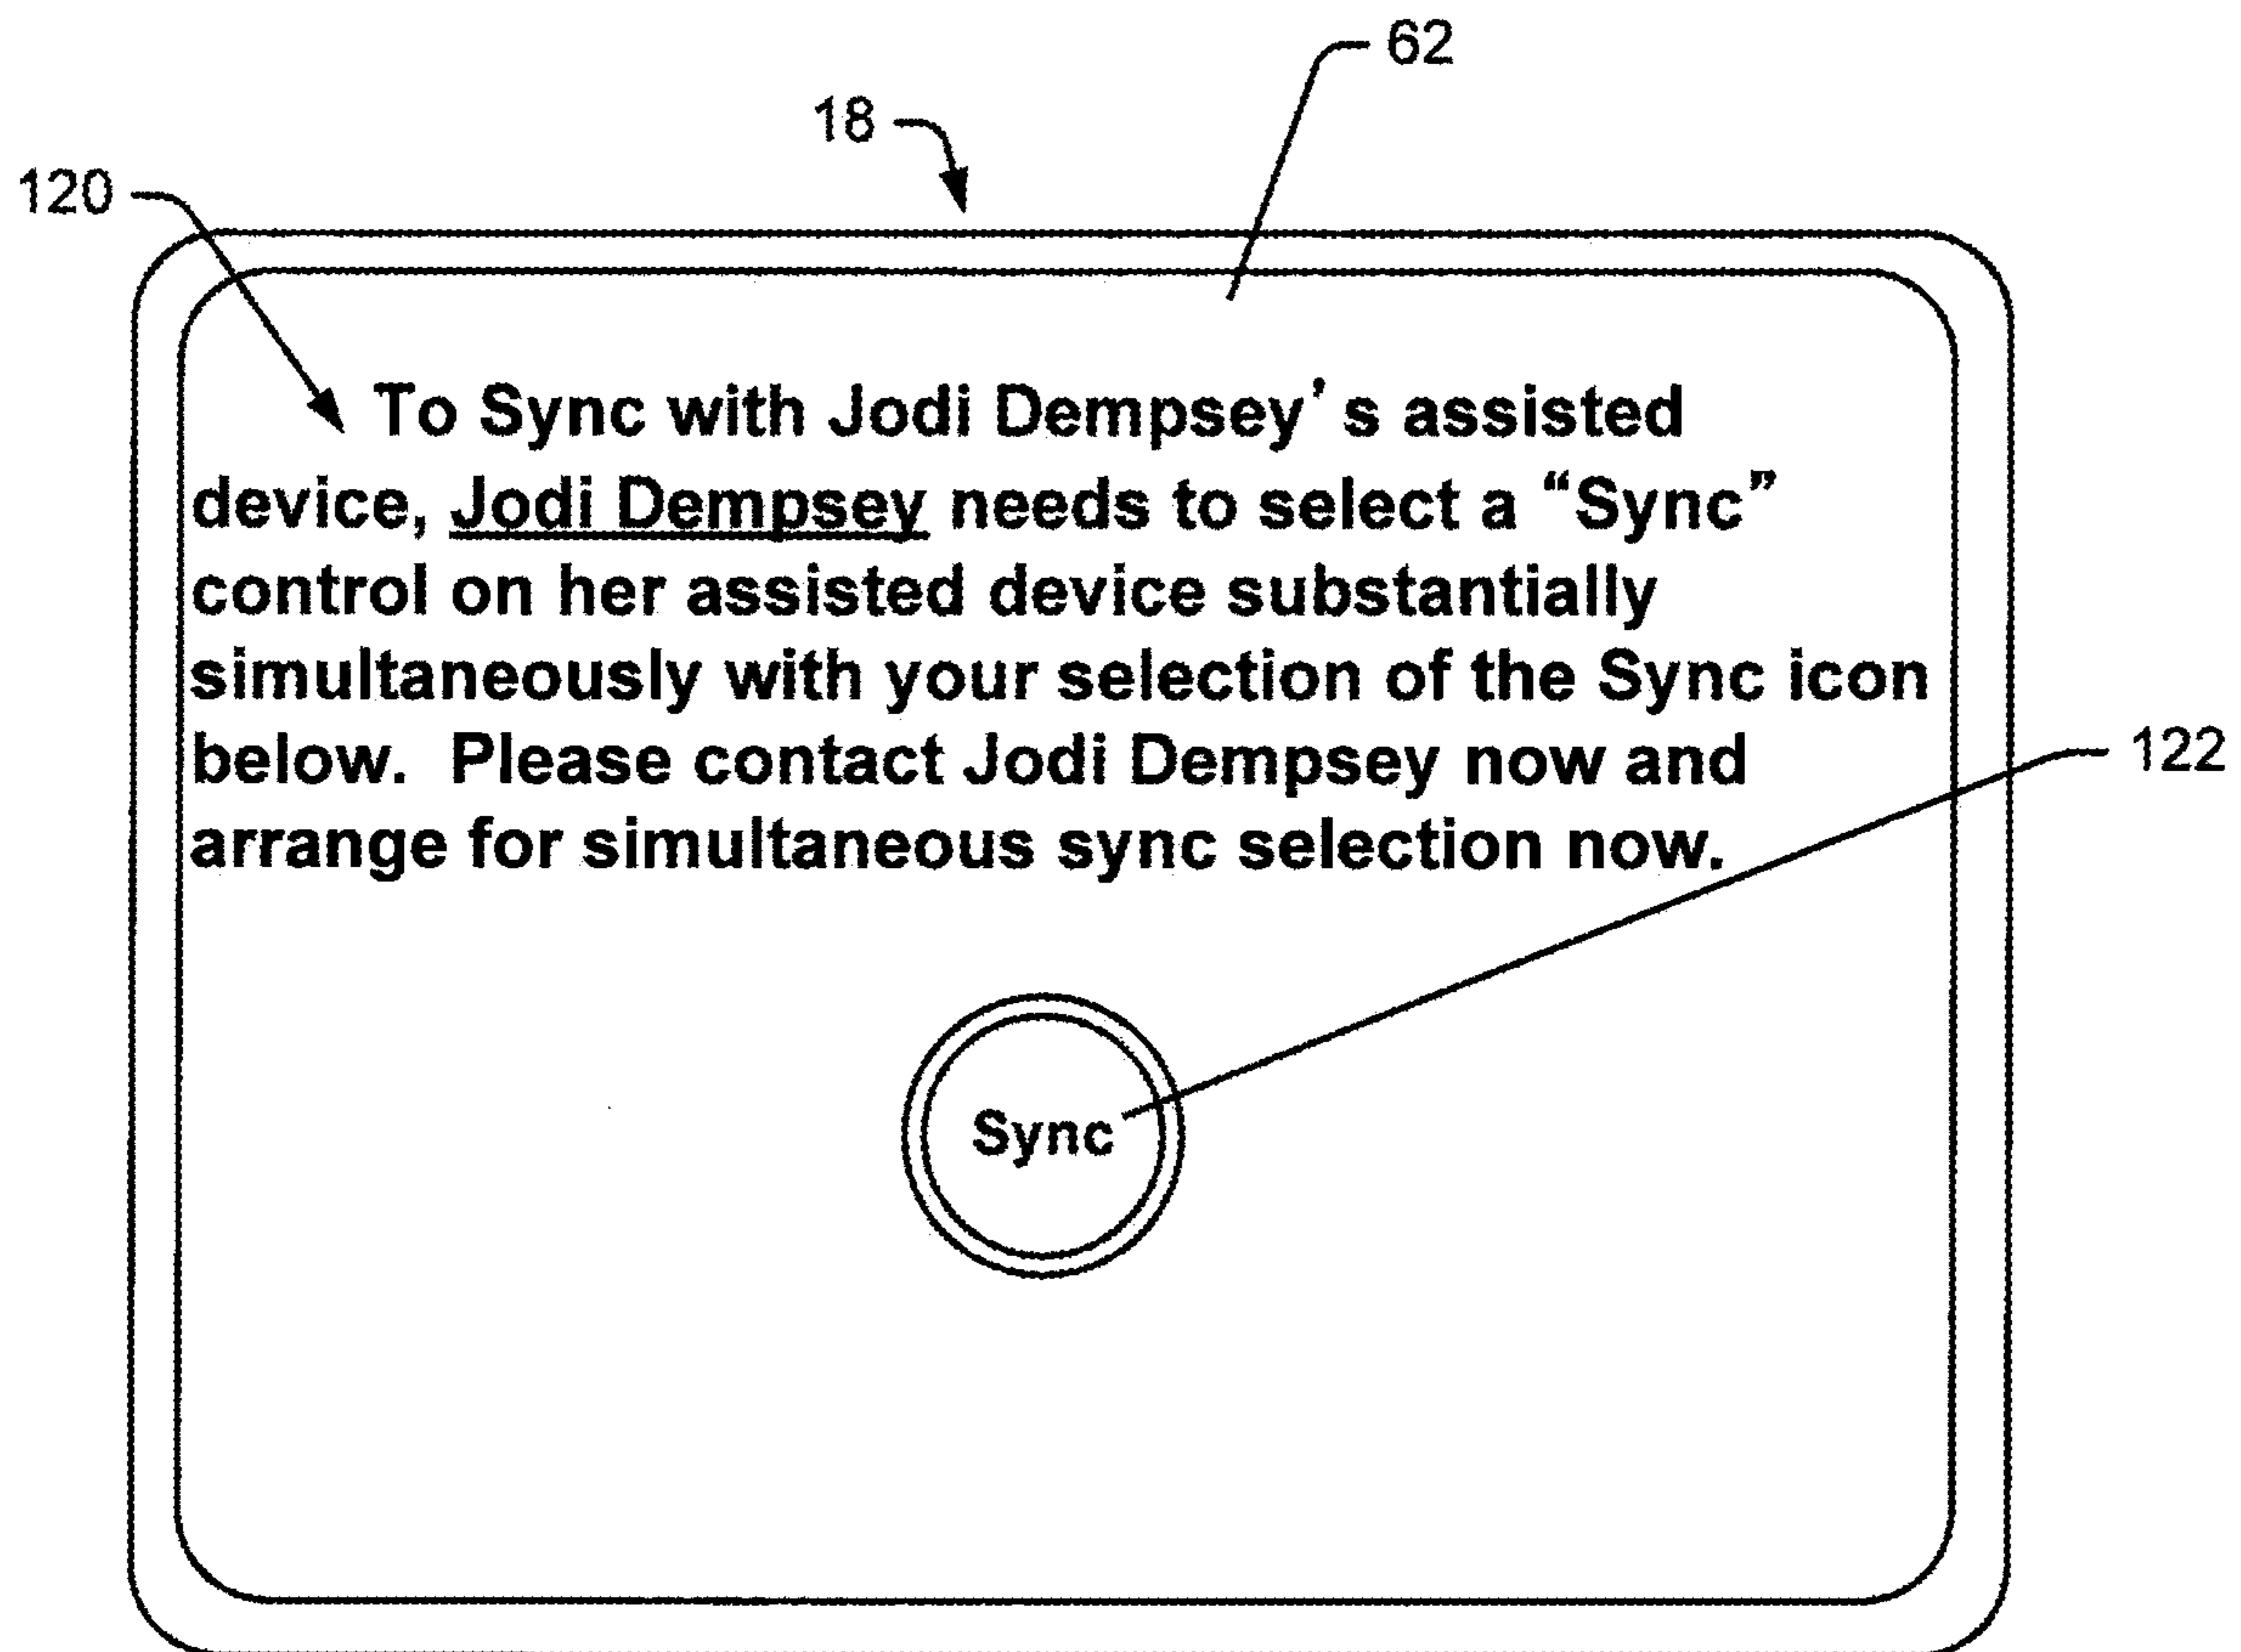 62
18
120
To Sync with Jodi Dempsey's assisted
device, Jodi Dempsey needs to select a “Sync”
control on her assisted device substantially
simultaneously with your selection of the Sync icon
below.  Please contact Jodi Dempsey now and
122
arrange for simultaneous sync selection now.
Sync